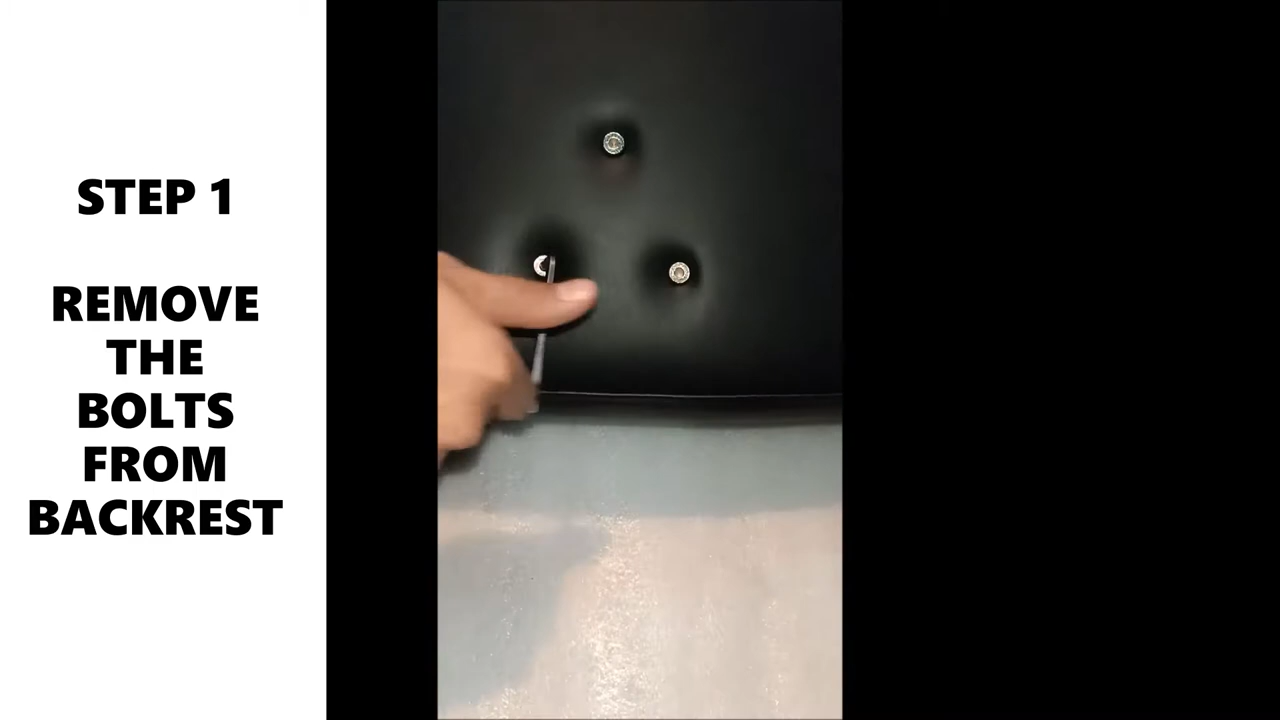 STEP 1
REMOVE
THE
BOLTS
FROM
BACKREST